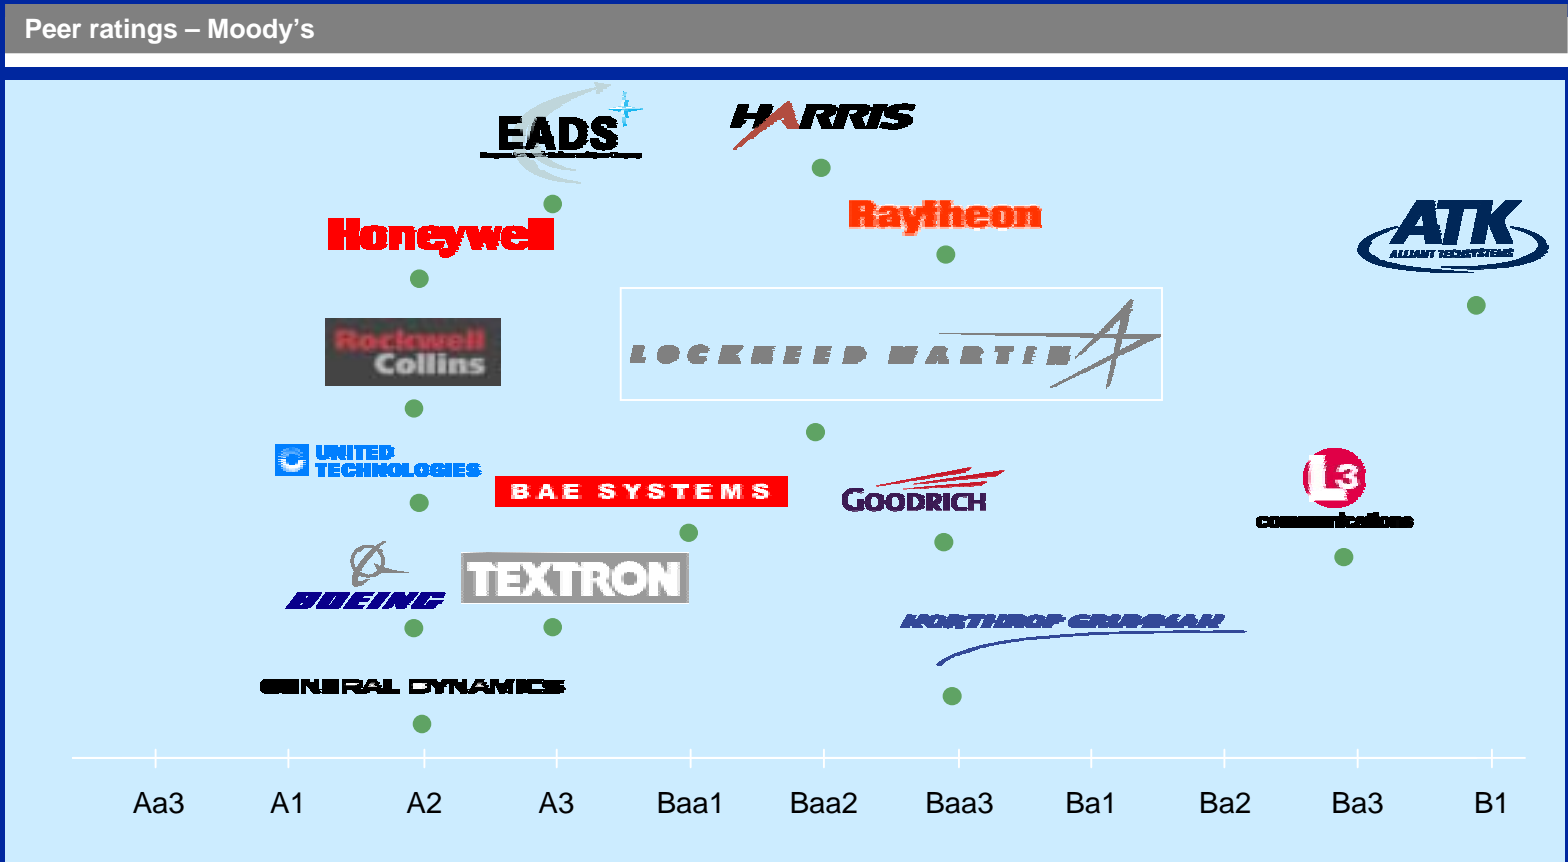 Peer ratings – Moody's
EADS
HARRIS
Honeywell
Raytheon
ATK
ALLIANT TECHSYSTEMS
Rockwell
Collins
LOCKHEED MARTIN
UNITED
TECHNOLOGIES
BAE SYSTEMS
GOODRICH
L3
communications
BOEING
TEXTRON
NORTHROP GRUMMAN
GENERAL DYNAMICS
Aa3 A1 A2 A3 Baa1 Baa2 Baa3 Ba1 Ba2 Ba3 B1